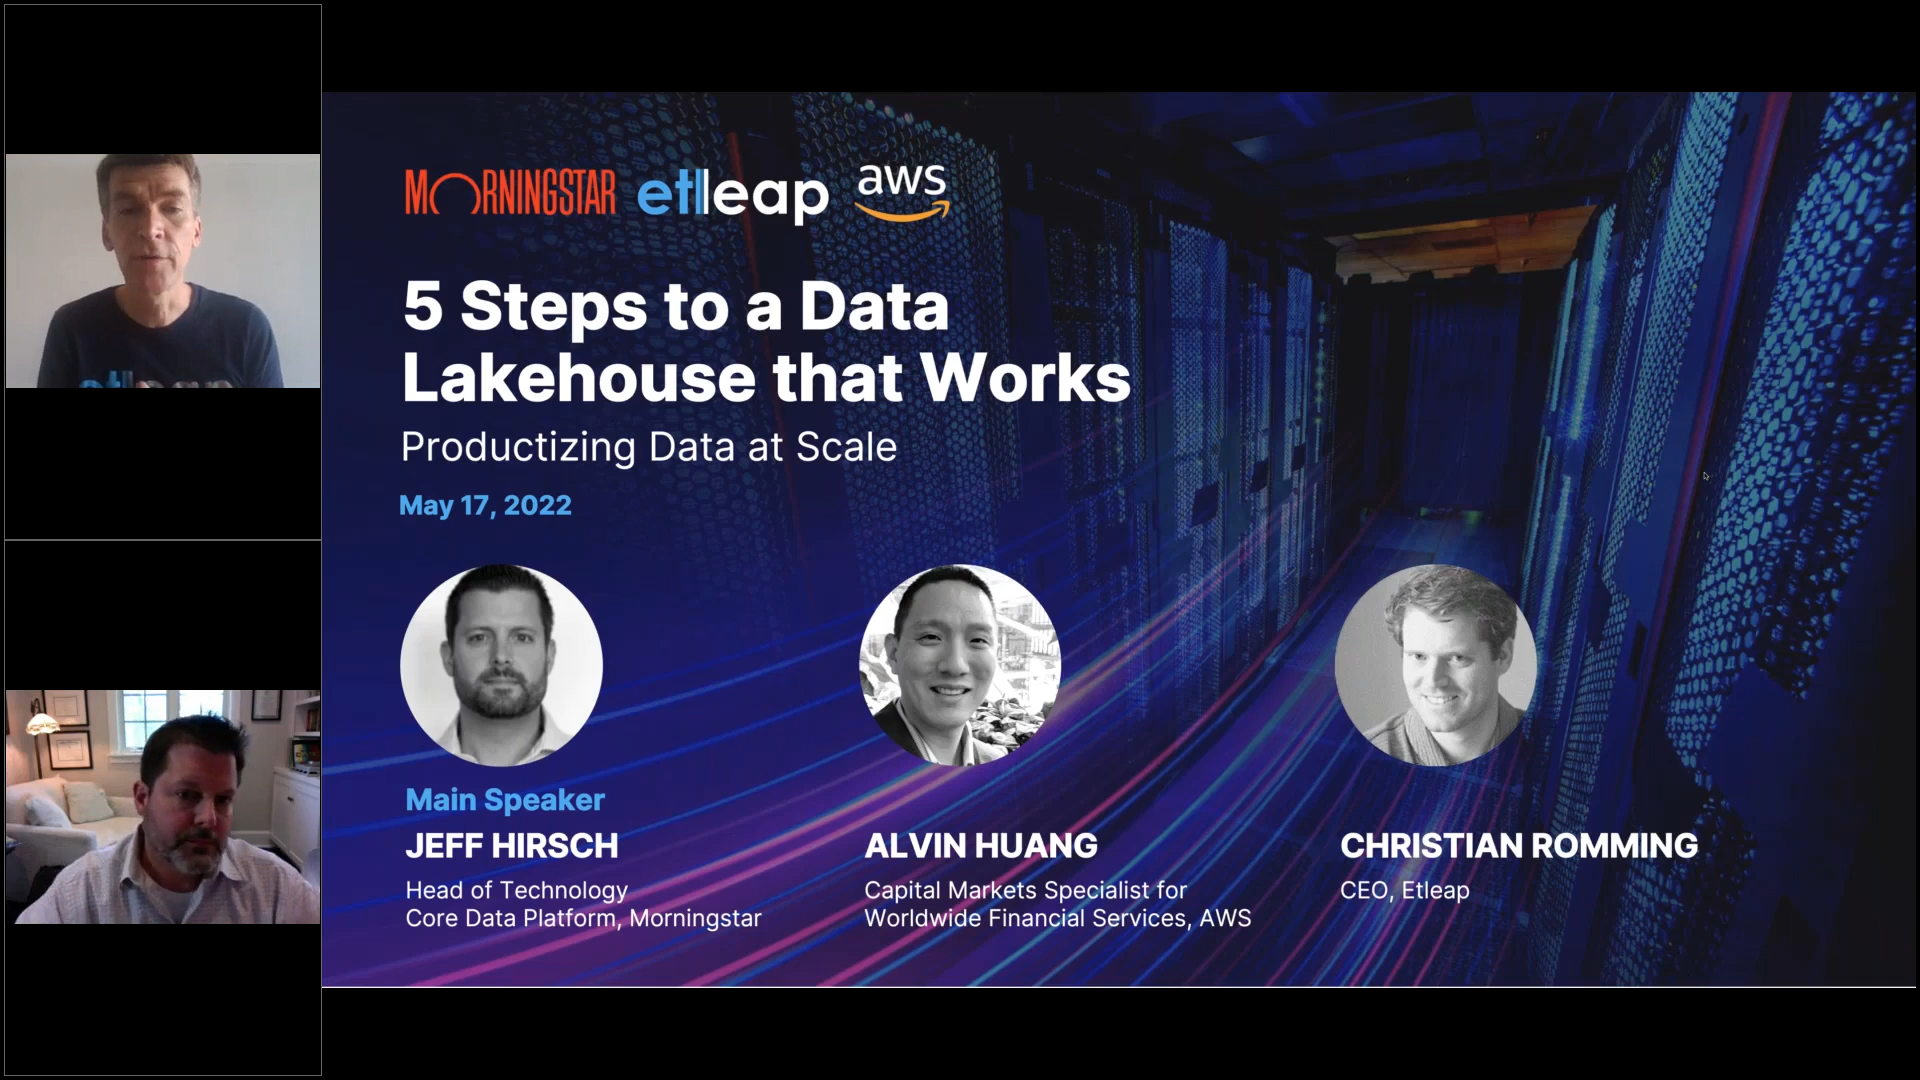 MORNINGSTAR etleap aws
5 Steps to a Data
Lakehouse that Works
Productizing Data at Scale
May 17, 2022
Main Speaker
JEFF HIRSCH
Head of Technology
Core Data Platform, Morningstar
ALVIN HUANG
Capital Markets Specialist for
Worldwide Financial Services, AWS
CHRISTIAN ROMMING
CEO, Etleap
etleap